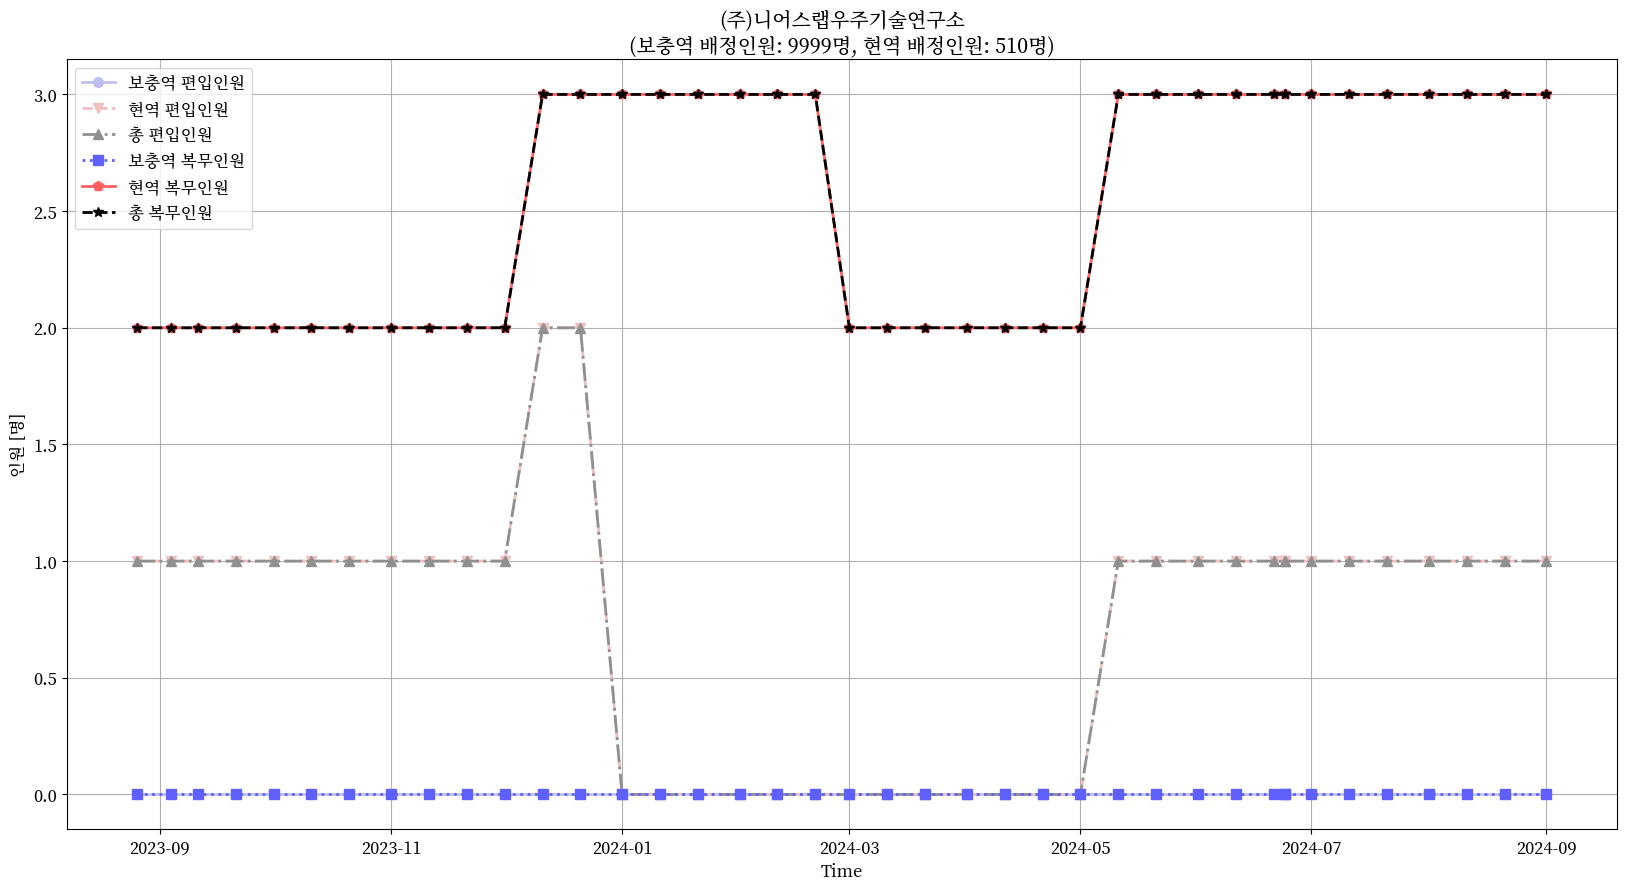 (주)니어스랩우주기술연구소
(보충역 배정인원: 9999명, 현역 배정인원: 510명)
보충역 편입인원
현역 편입인원
총 편입인원
보충역 복무인원
현역 복무인원
총 복무인원
3.0
2.5
2.0
1.5
1.0
0.5
0.0
인원 [명]
2023-09
2023-11
2024-01
2024-03
2024-05
2024-07
2024-09
Time